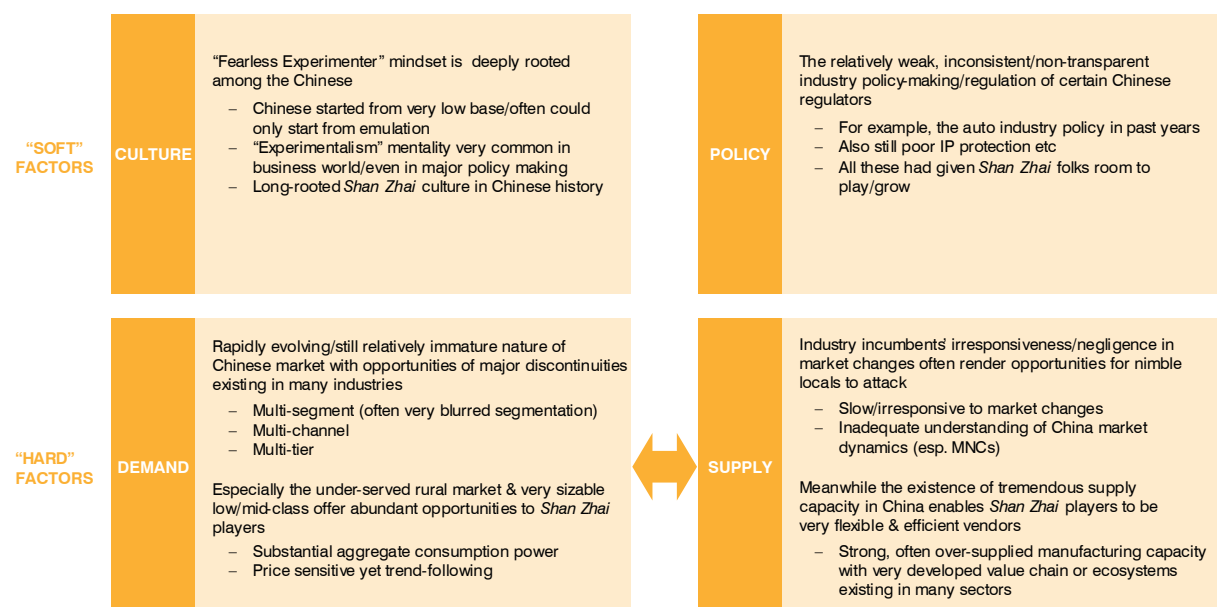 “SOFT”
FACTORS
CULTURE
“Fearless Experimenter” mindset is deeply rooted
among the Chinese
– Chinese started from very low base/often could
only start from emulation
– “Experimentalism” mentality very common in
business world/even in major policy making
– Long-rooted Shan Zhai culture in Chinese history
POLICY
The relatively weak, inconsistent/non-transparent
industry policy-making/regulation of certain Chinese
regulators
– For example, the auto industry policy in past years
– Also still poor IP protection etc
– All these had given Shan Zhai folks room to
play/grow
“HARD”
FACTORS
DEMAND
Rapidly evolving/still relatively immature nature of
Chinese market with opportunities of major discontinuities
existing in many industries
– Multi-segment (often very blurred segmentation)
– Multi-channel
– Multi-tier
Especially the under-served rural market & very sizable
low/mid-class offer abundant opportunities to Shan Zhai
players
– Substantial aggregate consumption power
– Price sensitive yet trend-following
SUPPLY
Industry incumbents’ irresponsiveness/negligence in
market changes often render opportunities for nimble
locals to attack
– Slow/irresponsive to market changes
– Inadequate understanding of China market
dynamics (esp. MNCs)
Meanwhile the existence of tremendous supply
capacity in China enables Shan Zhai players to be
very flexible & efficient vendors
– Strong, often over-supplied manufacturing capacity
with very developed value chain or ecosystems
existing in many sectors